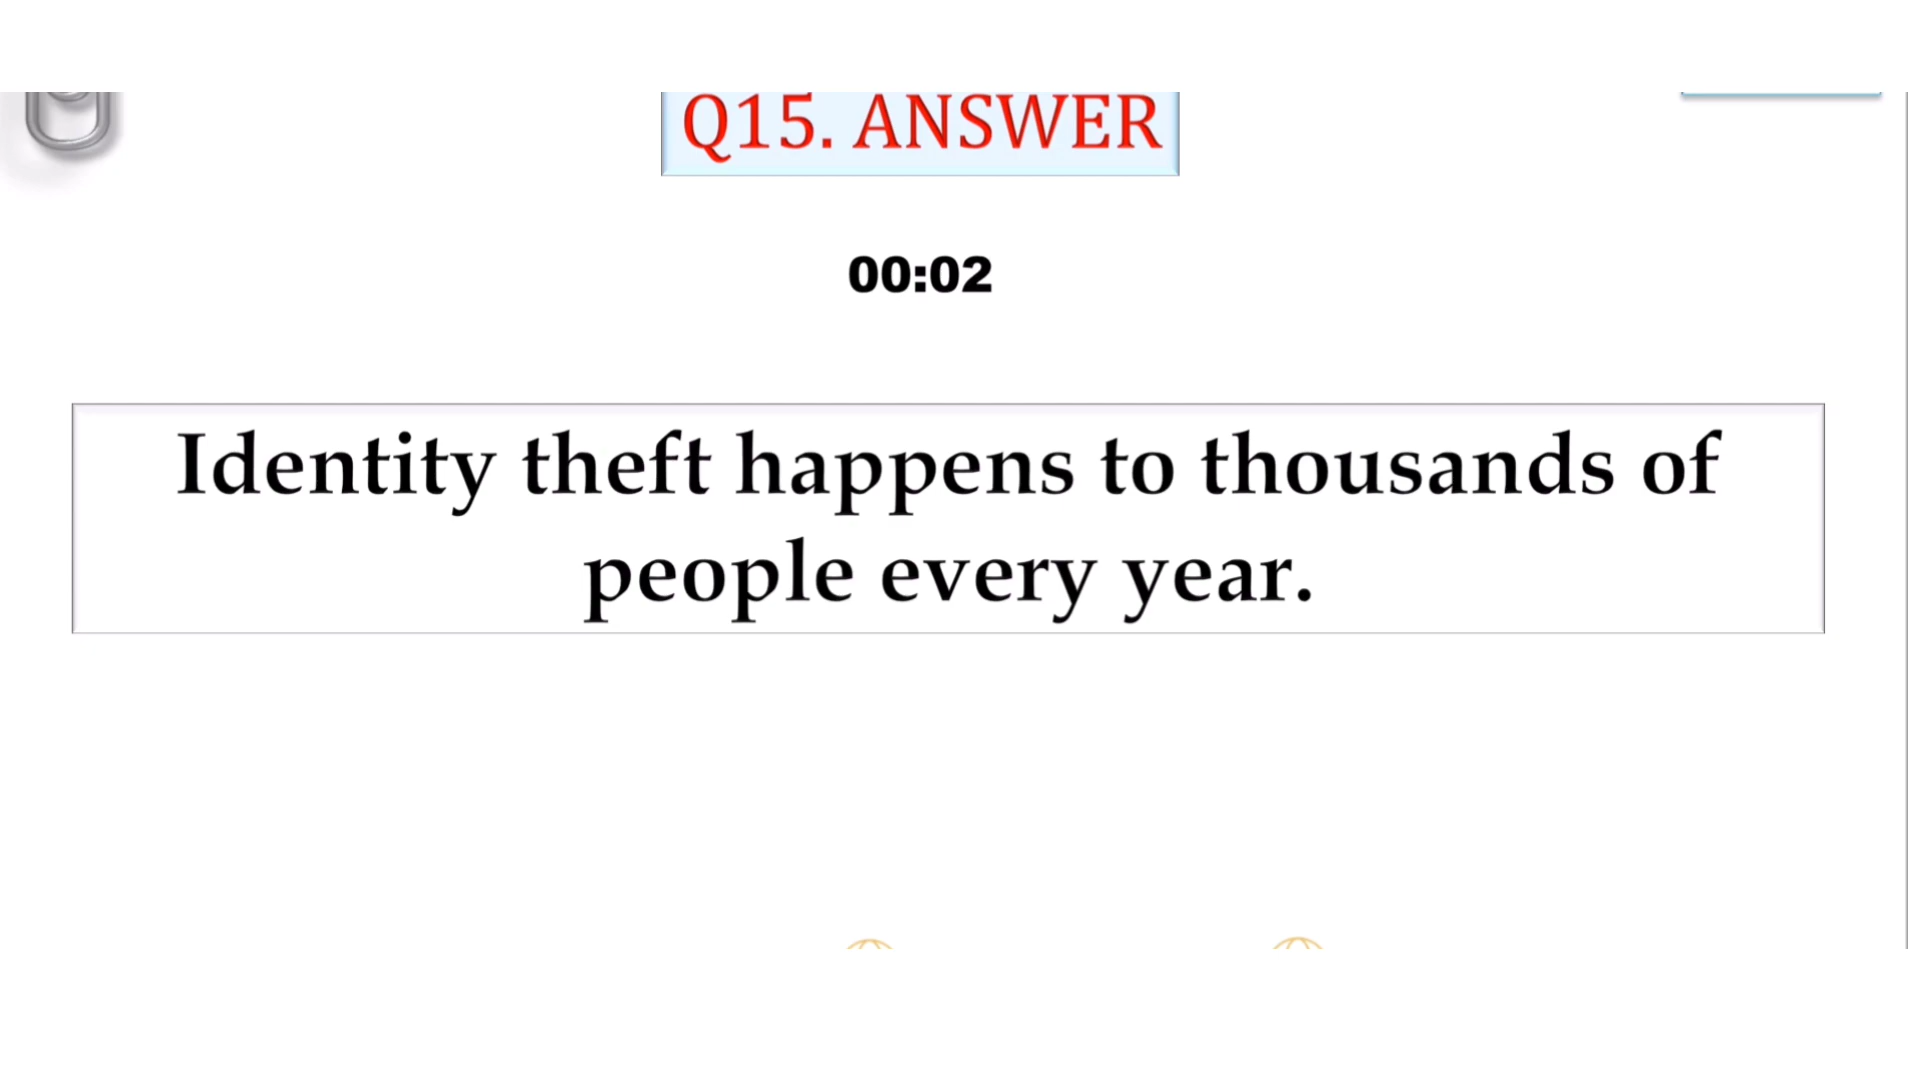 Q15. ANSWER
00:02
Identity theft happens to thousands of
people every year.